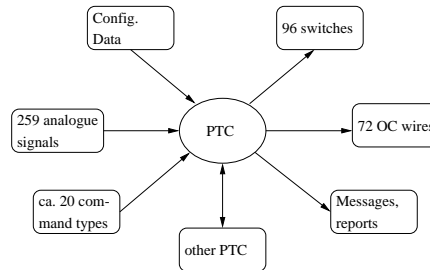 Config.
Data
96 switches
259 analogue
signals
PTC
72 OC wires
ca. 20 com-
mand types
Messages,
reports
other PTC